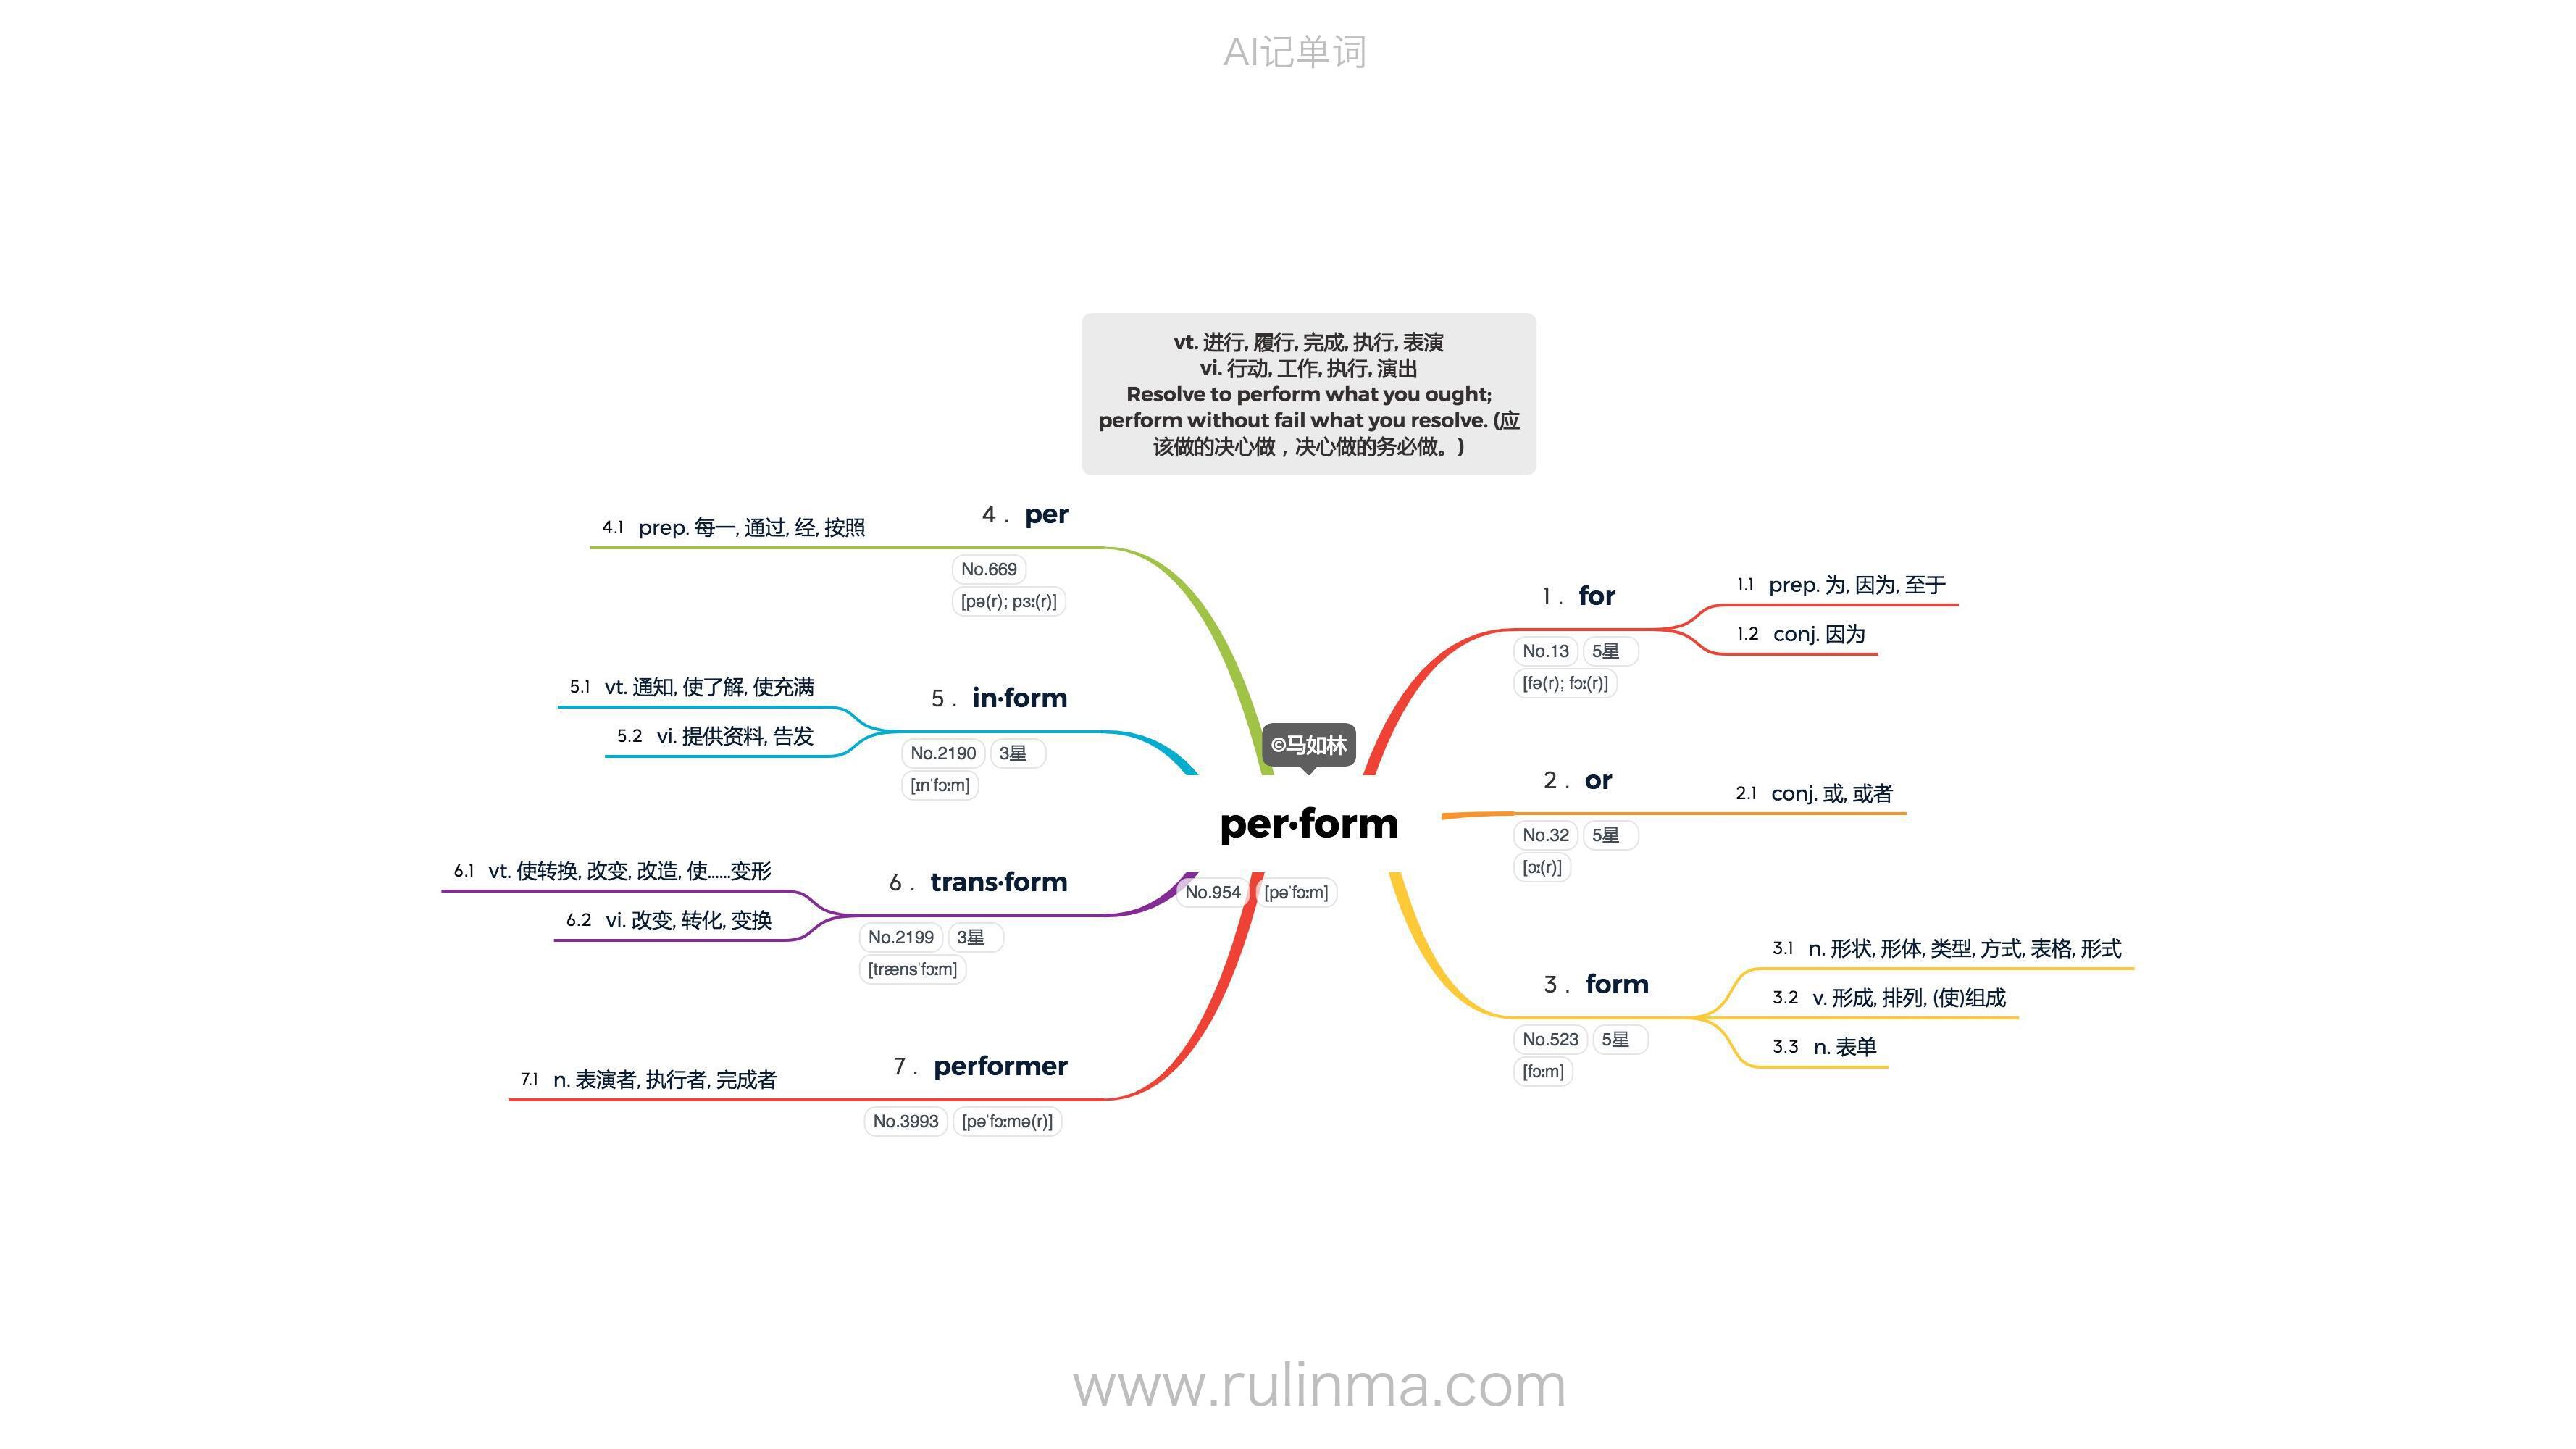 AI记单词
vt. 进行, 履行, 完成, 执行, 表演
vi. 行动, 工作, 执行, 演出
Resolve to perform what you ought;
perform without fail what you resolve. (应
该做的决心做，决心做的务必做。)
©马如林
per·form
No.954 [pəˈfɔːm]
1. for
No.13 5星
[fə(r); fɔː(r)]
1.1 prep. 为, 因为, 至于
1.2 conj. 因为
2. or
No.32 5星
[ɔː(r)]
2.1 conj. 或, 或者
3. form
No.523 5星
[fɔːm]
3.1 n. 形状, 形体, 类型, 方式, 表格, 形式
3.2 v. 形成, 排列, (使)组成
3.3 n. 表单
4. per
No.669
[pə(r); pɜː(r)]
4.1 prep. 每一, 通过, 经, 按照
5. in·form
No.2190 3星
[ɪnˈfɔːm]
5.1 vt. 通知, 使了解, 使充满
5.2 vi. 提供资料, 告发
6. trans·form
No.2199 3星
[trænsˈfɔːm]
6.1 vt. 使转换, 改变, 改造, 使……变形
6.2 vi. 改变, 转化, 变换
7. performer
No.3993 [pəˈfɔːmə(r)]
7.1 n. 表演者, 执行者, 完成者
www.rulinma.com